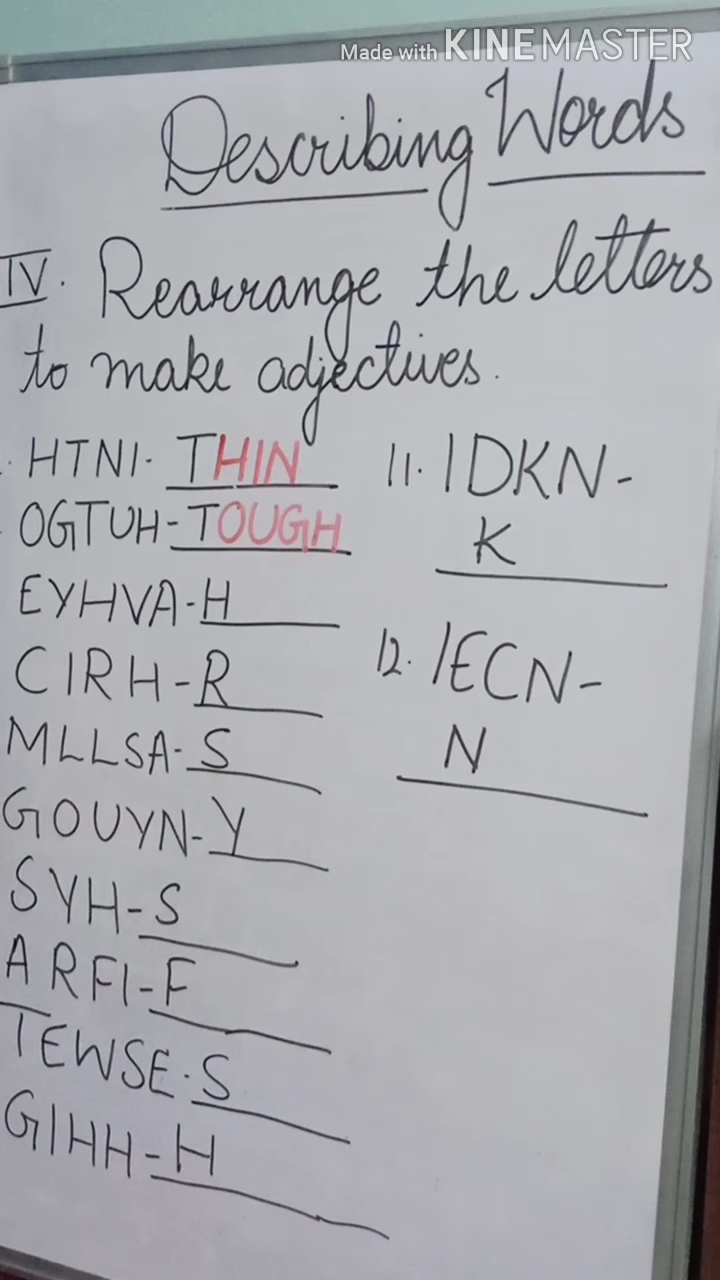 Made with KINEMASTER
Describing Words
IV. Rearrange the letters
to make adjectives.
HTNI- THIN
OGTUH- TOUGH
EYHVA- H
CIRH- R
MLLSA- S
GOUYN- Y
SYH- S
ARFI- F
TEWSE- S
GIHH- H
11. IDKN-
K
12. IECN-
N